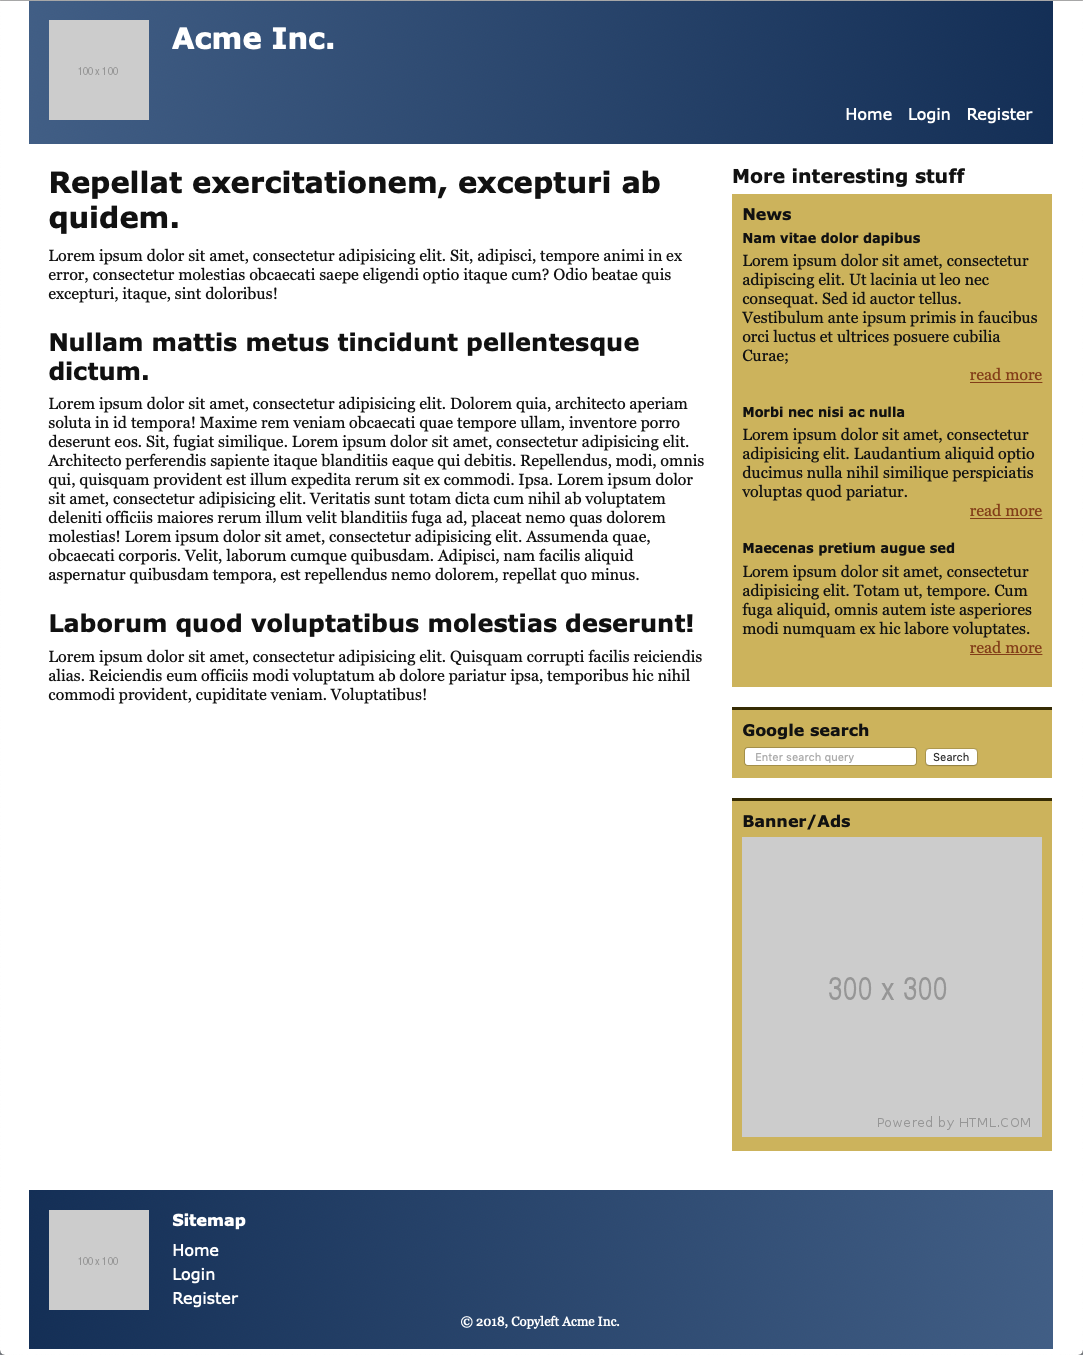 100 x 100
Acme Inc.
Home Login Register
Repellat exercitationem, excepturi ab
quidem.
Lorem ipsum dolor sit amet, consectetur adipisicing elit. Sit, adipisci, tempore animi in ex
error, consectetur molestias obcaecati saepe eligendi optio itaque cum? Odio beatae quis
excepturi, itaque, sint doloribus!
Nullam mattis metus tincidunt pellentesque
dictum.
Lorem ipsum dolor sit amet, consectetur adipisicing elit. Dolorem quia, architecto aperiam
soluta in id tempora! Maxime rem veniam obcaecati quae tempore ullam, inventore porro
deserunt eos. Sit, fugiat similique. Lorem ipsum dolor sit amet, consectetur adipisicing elit.
Architecto perferendis sapiente itaque blanditiis eaque qui debitis. Repellendus, modi, omnis
qui, quisquam provident est illum expedita rerum sit ex commodi. Ipsa. Lorem ipsum dolor
sit amet, consectetur adipisicing elit. Veritatis sunt totam dicta cum nihil ab voluptatem
deleniti officiis maiores rerum illum velit blanditiis fuga ad, placeat nemo quas dolorem
molestias! Lorem ipsum dolor sit amet, consectetur adipisicing elit. Assumenda quae,
obcaecati corporis. Velit, laborum cumque quibusdam. Adipisci, nam facilis aliquid
aspernatur quibusdam tempora, est repellendus nemo dolorem, repellat quo minus.
Laborum quod voluptatibus molestias deserunt!
Lorem ipsum dolor sit amet, consectetur adipisicing elit. Quisquam corrupti facilis reiciendis
alias. Reiciendis eum officiis modi voluptatum ab dolore pariatur ipsa, temporibus hic nihil
commodi provident, cupiditate veniam. Voluptatibus!
More interesting stuff
News
Nam vitae dolor dapibus
Lorem ipsum dolor sit amet, consectetur
adipiscing elit. Ut lacinia ut leo nec
consequat. Sed id auctor tellus.
Vestibulum ante ipsum primis in faucibus
orci luctus et ultrices posuere cubilia
Curae;
read more
Morbi nec nisi ac nulla
Lorem ipsum dolor sit amet, consectetur
adipisicing elit. Laudantium aliquid optio
ducimus nulla nihil similique perspiciatis
voluptas quod pariatur.
read more
Maecenas pretium augue sed
Lorem ipsum dolor sit amet, consectetur
adipisicing elit. Totam ut, tempore. Cum
fuga aliquid, omnis autem iste asperiores
modi numquam ex hic labore voluptates.
read more
Google search
Enter search query Search
Banner/Ads
300 x 300
Powered by HTML.COM
100 x 100
Sitemap
Home
Login
Register
© 2018, Copyleft Acme Inc.